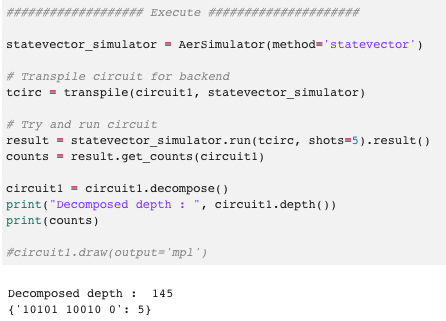 ################### Execute #####################
statevector_simulator = AerSimulator(method='statevector')
# Transpile circuit for backend
tcirc = transpile(circuit1, statevector_simulator)
# Try and run circuit
result = statevector_simulator.run(tcirc, shots=5).result()
counts = result.get_counts(circuit1)
circuit1 = circuit1.decompose()
print("Decomposed depth : ", circuit1.depth())
print(counts)
#circuit1.draw(output='mpl')
Decomposed depth :  145
{'10101 10010 0': 5}